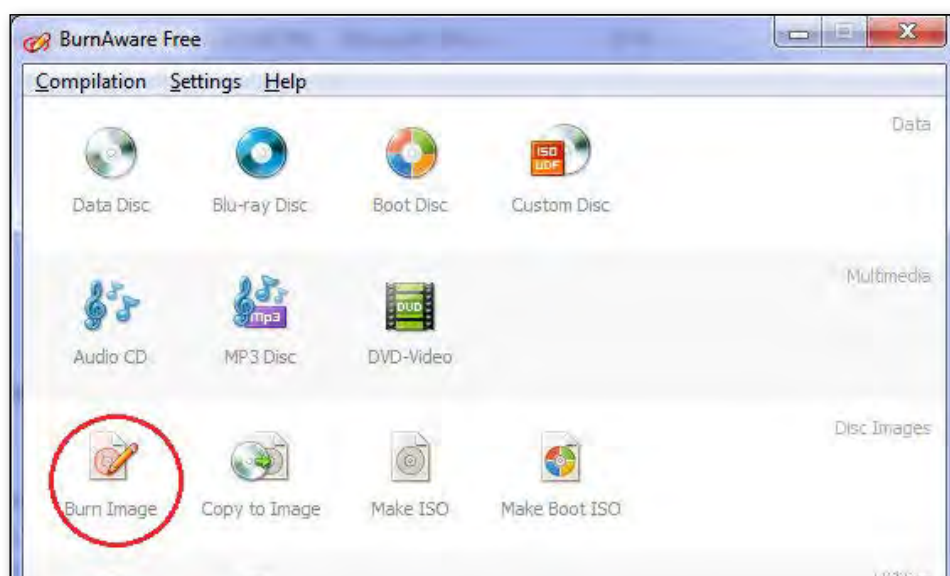 BurnAware Free
Compilation Settings Help
Data
Data Disc Blu-ray Disc Boot Disc Custom Disc
ISO
UDF
Multimedia
DVD
mp3
Audio CD MP3 Disc DVD-Video
Disc Images
Burn Image Copy to Image Make ISO Make Boot ISO